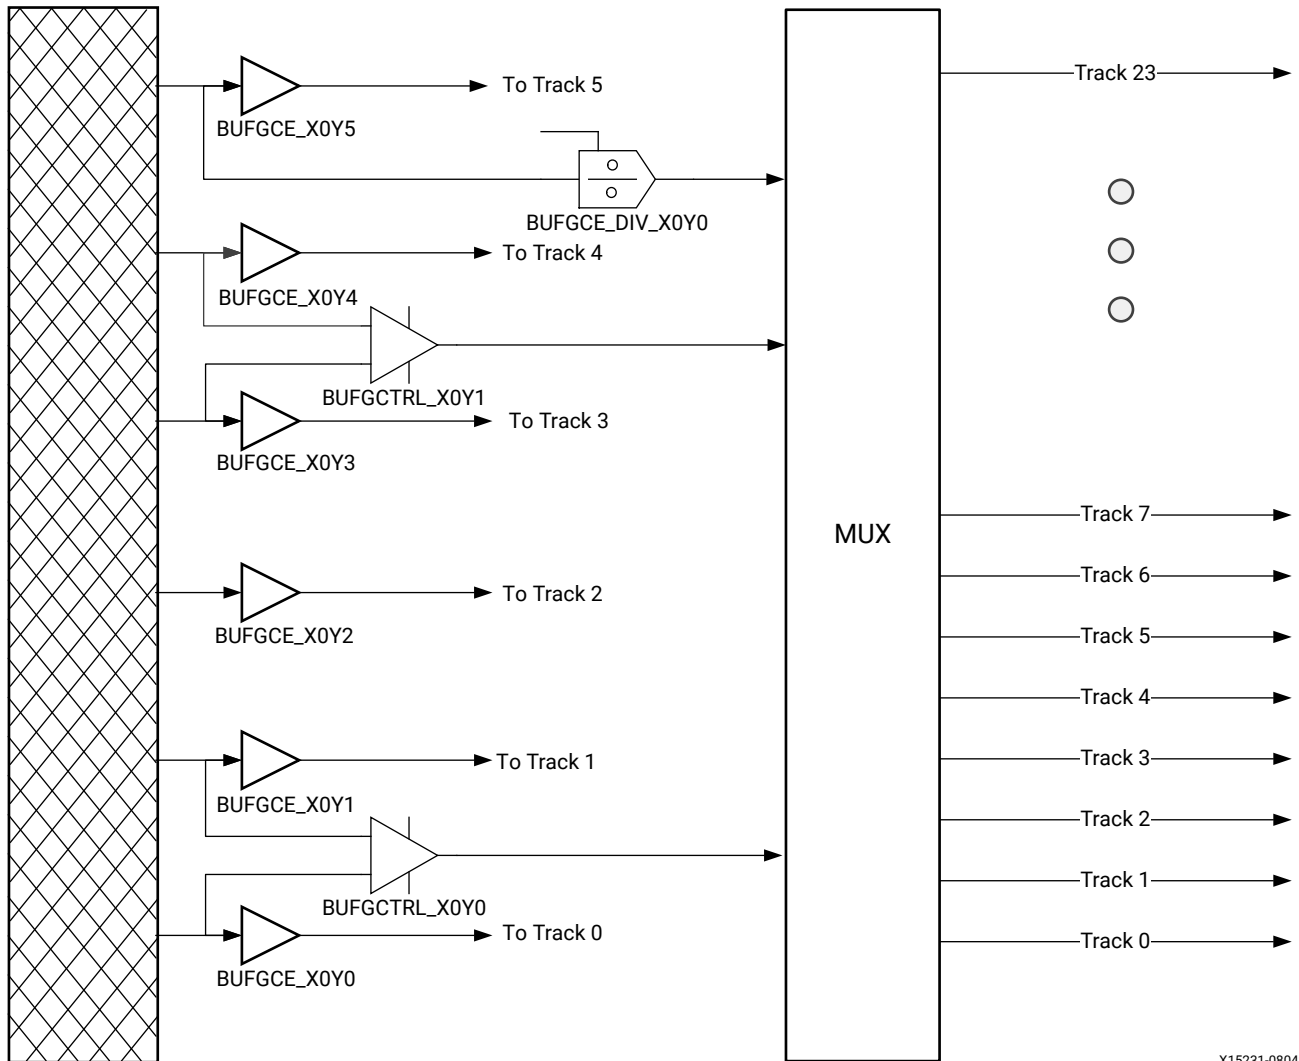 Track 23
To Track 5
BUFGCE_X0Y5
BUFGCE_DIV_X0Y0
To Track 4
BUFGCE_X0Y4
BUFGCTRL_X0Y1
To Track 3
BUFGCE_X0Y3
Track 7
MUX
Track 6
To Track 2
BUFGCE_X0Y2
Track 5
Track 4
To Track 1
Track 3
BUFGCE_X0Y1
Track 2
Track 1
BUFGCTRL_X0Y0
To Track 0
Track 0
BUFGCE_X0Y0
X15231-0804